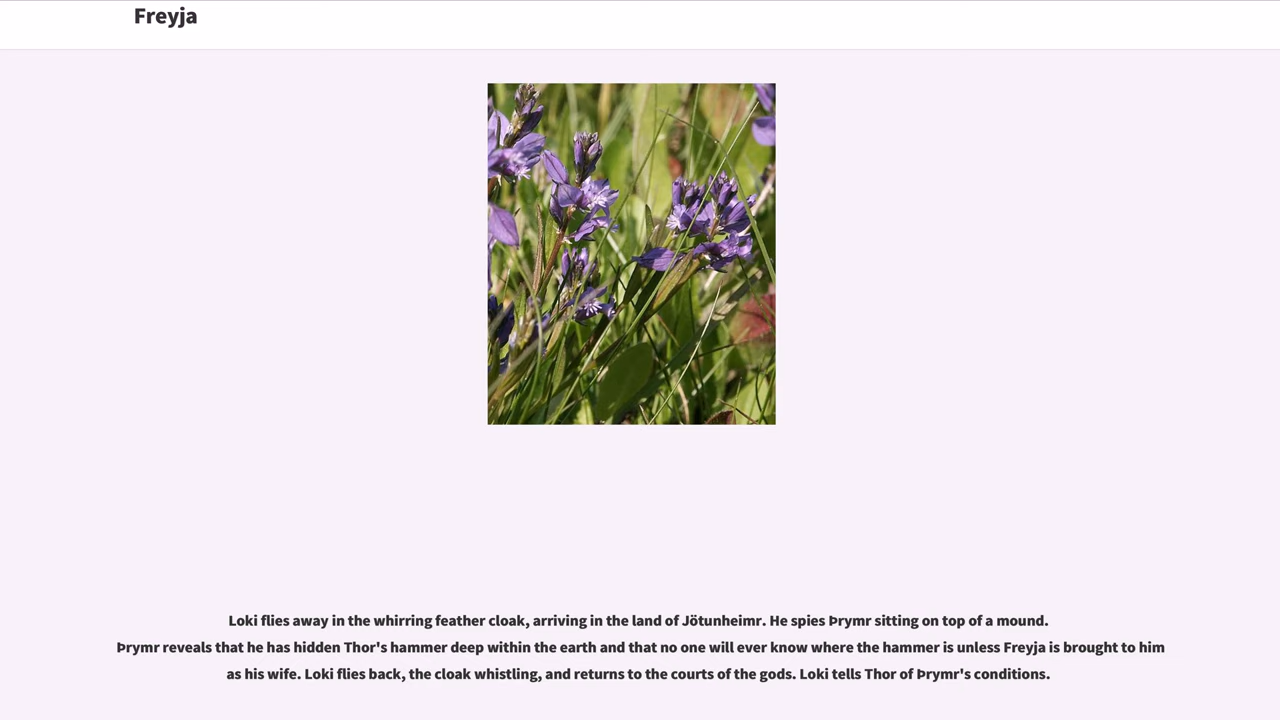 Freyja
Loki flies away in the whirring feather cloak, arriving in the land of Jötunheimr. He spies Þrymr sitting on top of a mound.
Þrymr reveals that he has hidden Thor's hammer deep within the earth and that no one will ever know where the hammer is unless Freyja is brought to him
as his wife. Loki flies back, the cloak whistling, and returns to the courts of the gods. Loki tells Thor of Þrymr's conditions.